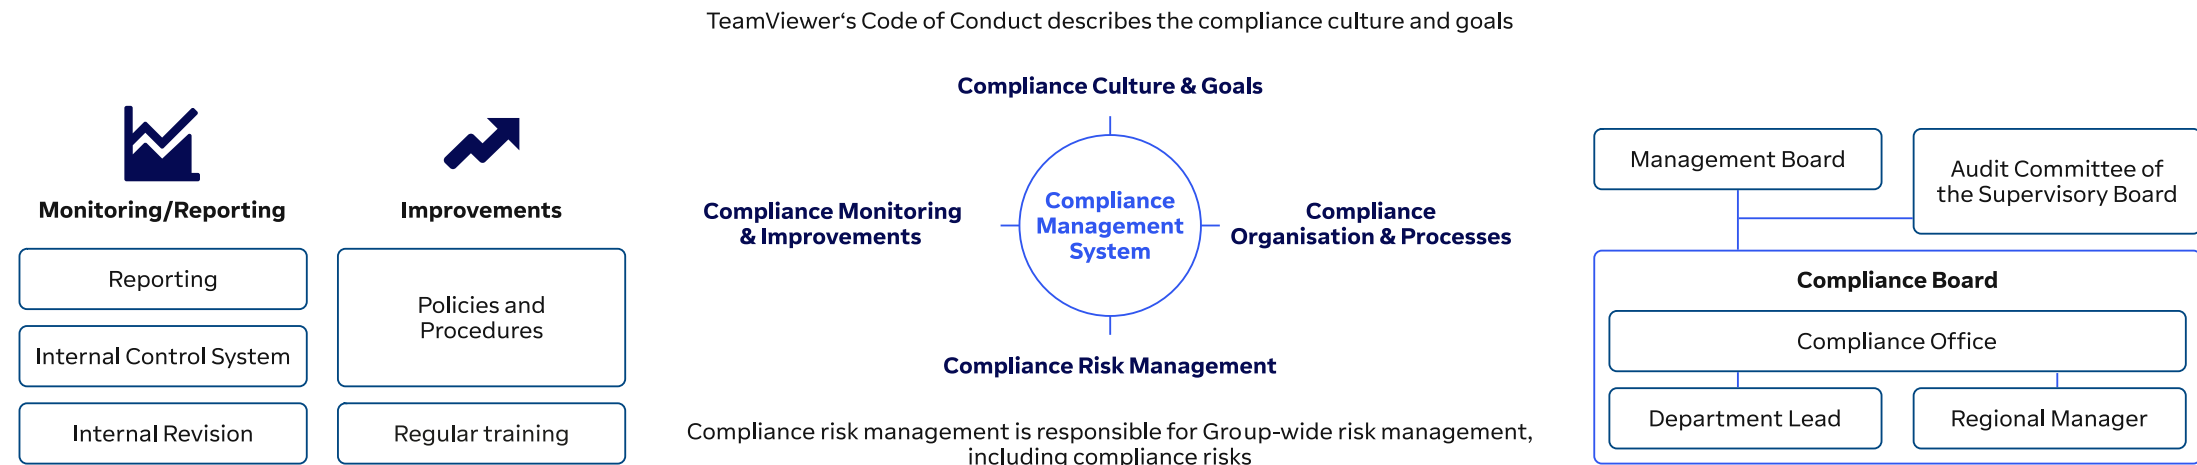 TeamViewer‘s Code of Conduct describes the compliance culture and goals
Monitoring/Reporting
Reporting
Internal Control System
Internal Revision
Improvements
Policies and
Procedures
Regular training
Compliance Culture & Goals
Compliance Monitoring
& Improvements
Compliance
Management
System
Compliance
Organisation & Processes
Compliance Risk Management
Compliance risk management is responsible for Group-wide risk management,
including compliance risks
Management Board
Audit Committee of
the Supervisory Board
Compliance Board
Compliance Office
Department Lead
Regional Manager